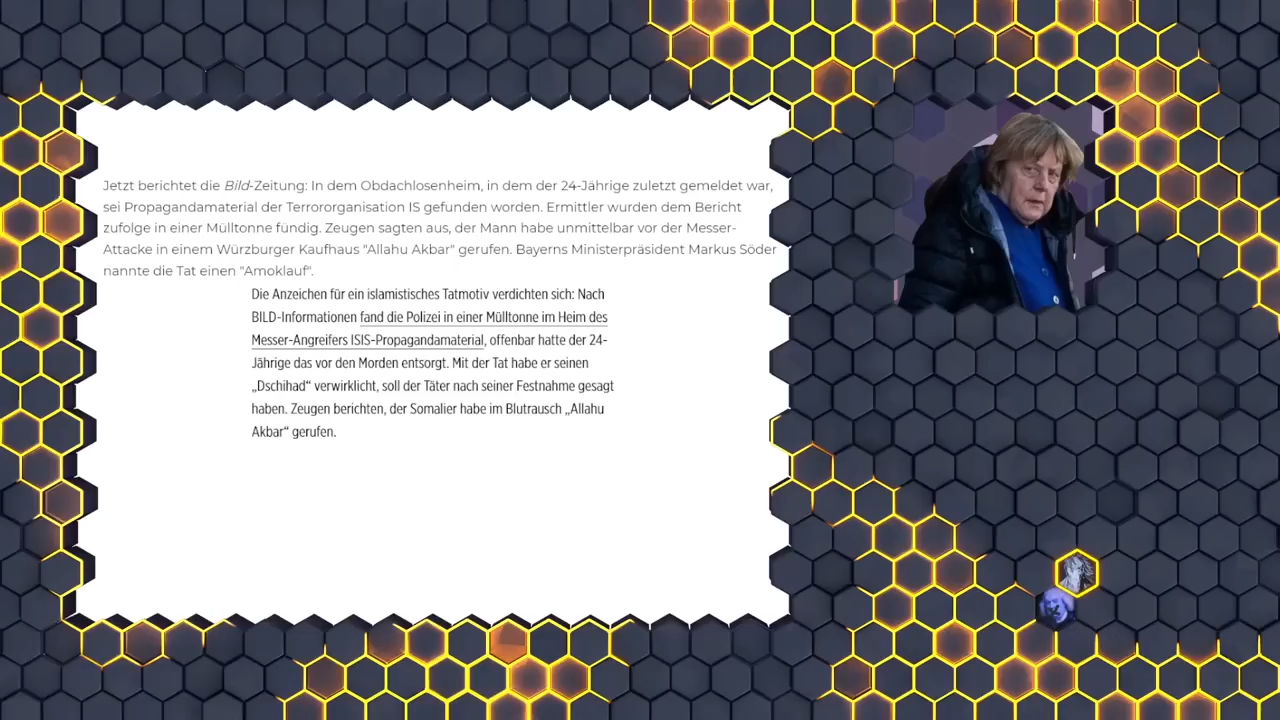 Jetzt berichtet die Bild-Zeitung: In dem Obdachlosenheim, in dem der 24-Jährige zuletzt gemeldet war,
sei Propagandamaterial der Terrororganisation IS gefunden worden. Ermittler wurden dem Bericht
zufolge in einer Mülltonne fündig. Zeugen sagten aus, der Mann habe unmittelbar vor der Messer-
Attacke in einem Würzburger Kaufhaus "Allahu Akbar" gerufen. Bayerns Ministerpräsident Markus Söder
nannte die Tat einen "Amoklauf".
Die Anzeichen für ein islamistisches Tatmotiv verdichten sich: Nach
BILD-Informationen fand die Polizei in einer Mülltonne im Heim des
Messer-Angreifers ISIS-Propagandamaterial, offenbar hatte der 24-
Jährige das vor den Morden entsorgt. Mit der Tat habe er seinen
„Dschihad“ verwirklicht, soll der Täter nach seiner Festnahme gesagt
haben. Zeugen berichten, der Somalier habe im Blutrausch „Allahu
Akbar“ gerufen.